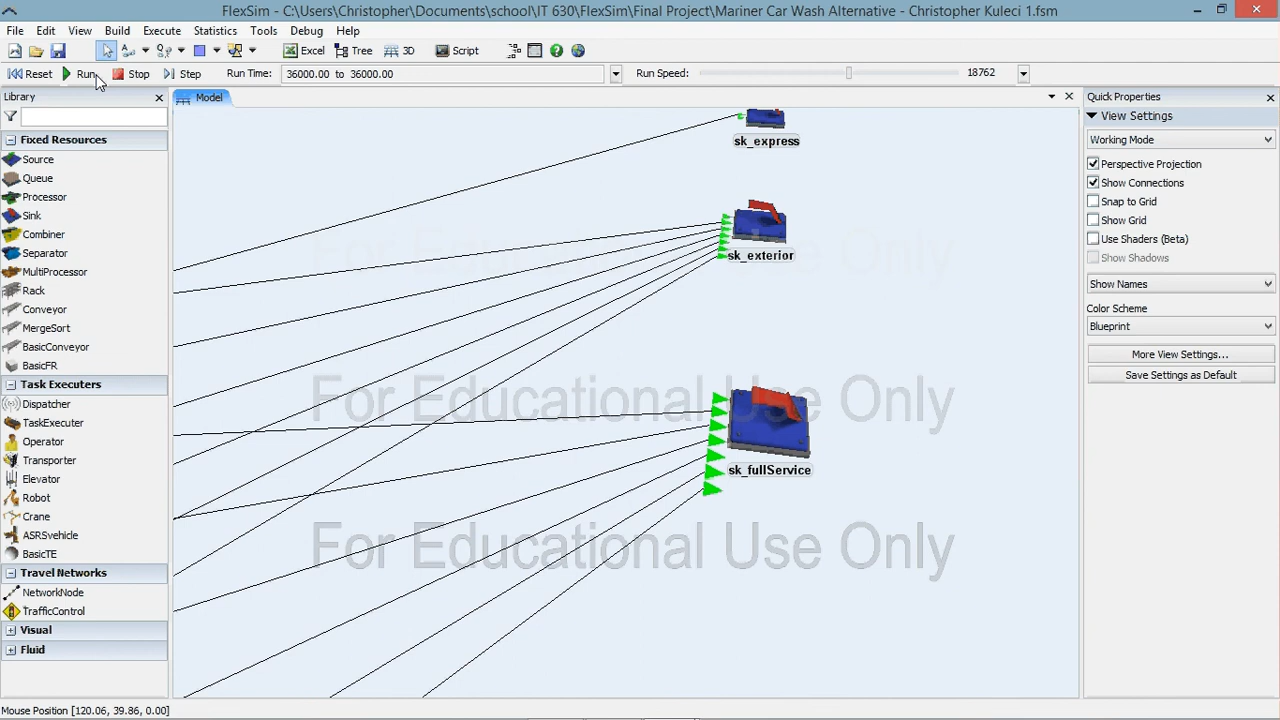 FlexSim - C:\Users\Christopher\Documents\school\IT 630\FlexSim\Final Project\Mariner Car Wash Alternative - Christopher Kuleci 1.fsm
File Edit View Build Execute Statistics Tools Debug Help
Excel Tree 3D Script
Reset Run Stop Step Run Time: 36000.00 to 36000.00 Run Speed: 18762
Library
Model
Quick Properties
View Settings
Working Mode
Perspective Projection
Show Connections
Snap to Grid
Show Grid
Use Shaders (Beta)
Show Shadows
Show Names
Color Scheme
Blueprint
More View Settings...
Save Settings as Default
Fixed Resources
Source
Queue
Processor
Sink
Combiner
Separator
MultiProcessor
Rack
Conveyor
MergeSort
BasicConveyor
BasicFR
Task Executers
Dispatcher
TaskExecuter
Operator
Transporter
Elevator
Robot
Crane
ASRSvehicle
BasicTE
Travel Networks
NetworkNode
TrafficControl
Visual
Fluid
sk_express
sk_exterior
For Educational Use Only
For Educational Use Only
sk_fullService
For Educational Use Only
Mouse Position [120.06, 39.86, 0.00]